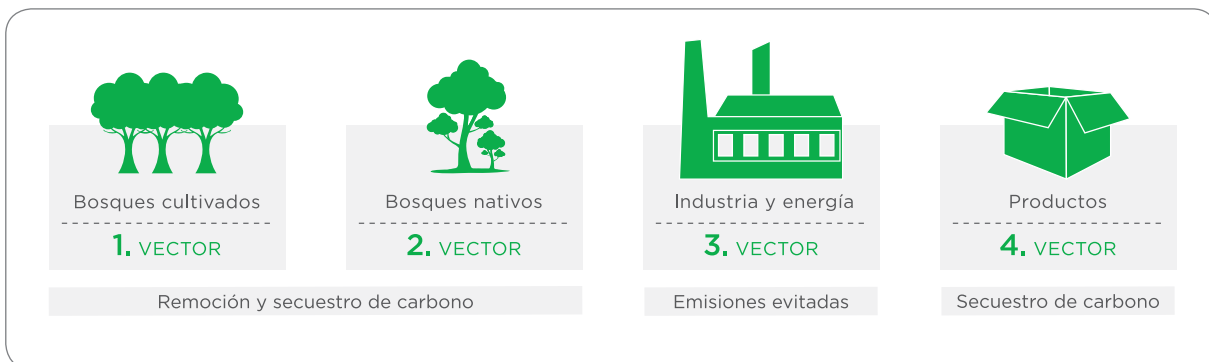 Bosques cultivados
1. VECTOR
Bosques nativos
2. VECTOR
Industria y energía
3. VECTOR
Productos
4. VECTOR
Remoción y secuestro de carbono
Emisiones evitadas
Secuestro de carbono